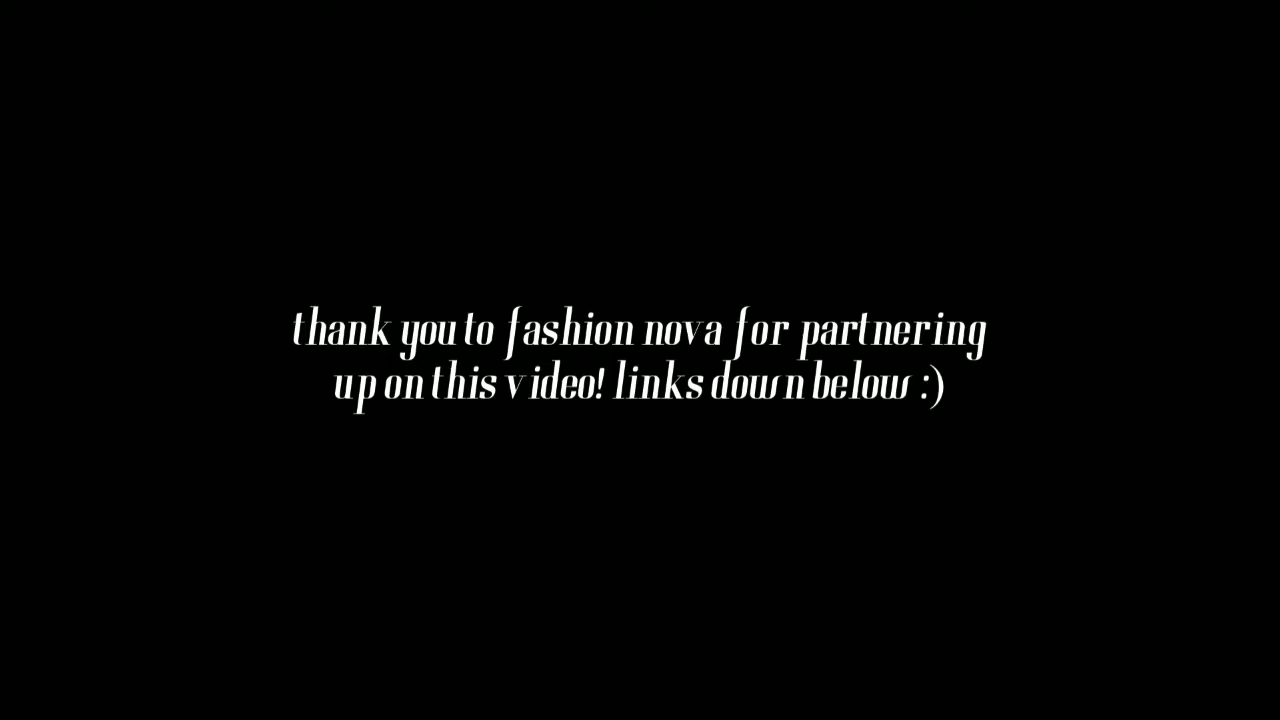 thank you to fashion nova for partnering
up on this video! links down below :)